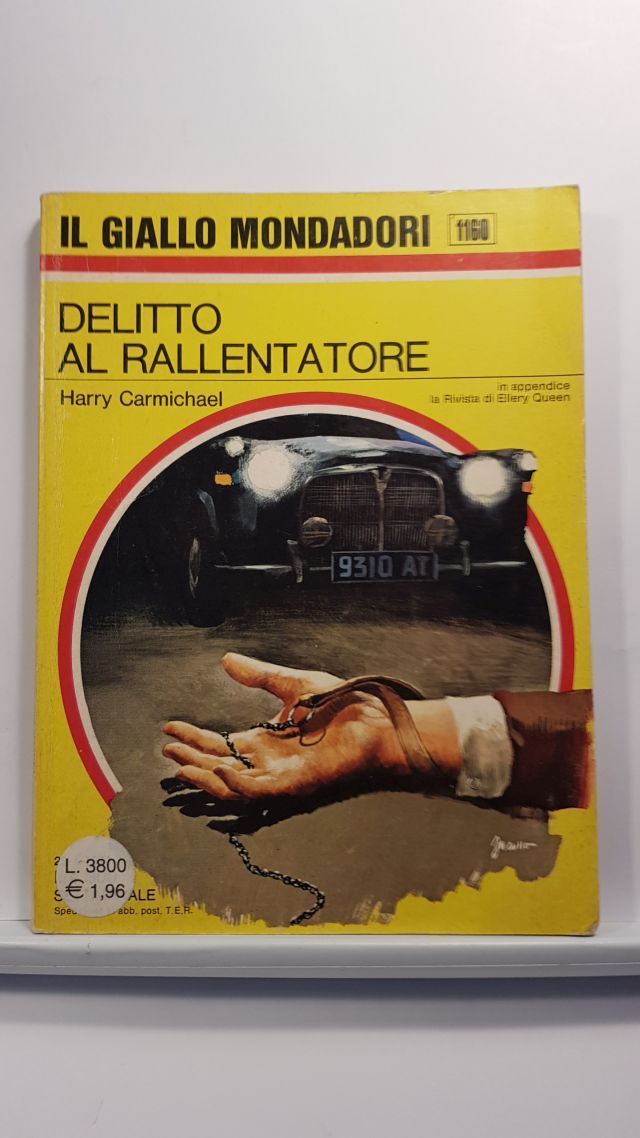 IL GIALLO MONDADORI 1160
DELITTO
AL RALLENTATORE
Harry Carmichael
in appendice
la Rivista di Ellery Queen
9310 AT
L. 3800
€ 1,96
abb. post. T.E.R.